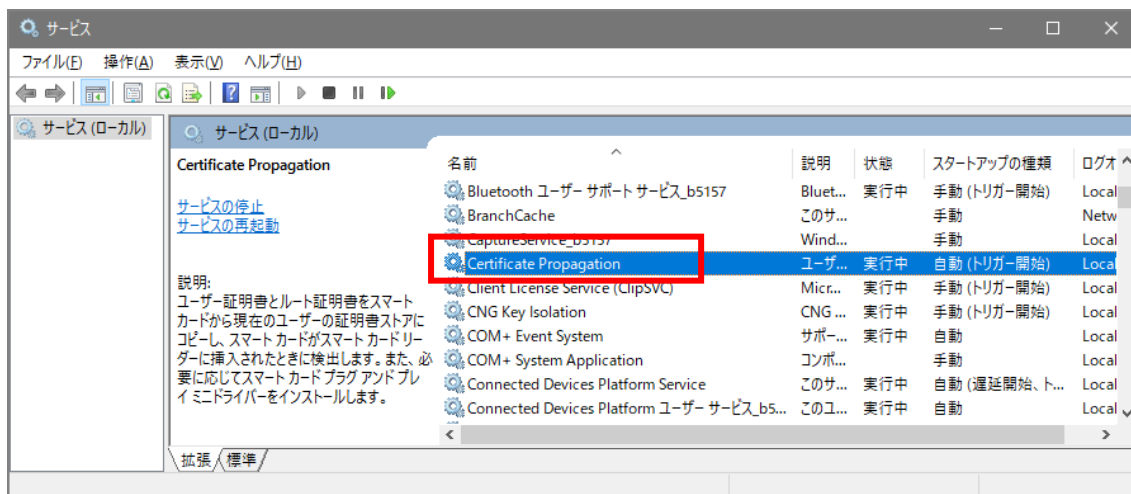 サービス
ファイル(F) 操作(A) 表示(V) ヘルプ(H)
サービス (ローカル)
サービス (ローカル)
Certificate Propagation
サービスの停止
サービスの再起動
説明:
ユーザー証明書とルート証明書をスマート
カードから現在のユーザーの証明書ストアに
コピーし、スマート カードがスマート カード リー
ダーに挿入されたときに検出します。また、必
要に応じてスマート カード プラグ アンド プレ
イ ミニドライバーをインストールします。
名前 説明 状態 スタートアップの種類 ログオ
Bluetooth ユーザー サポート サービス_b5157 Bluet... 実行中 手動 (トリガー開始) Local
BranchCache このサ... 手動 Netw
CaptureService_b5157 Wind... 手動 Local
Certificate Propagation ユーザ... 実行中 自動 (トリガー開始) Local
Client License Service (ClipSVC) Micr... 実行中 手動 (トリガー開始) Local
CNG Key Isolation CNG ... 実行中 手動 (トリガー開始) Local
COM+ Event System サポー... 実行中 自動 Local
COM+ System Application コンポ... 手動 Local
Connected Devices Platform Service このサ... 実行中 自動 (遅延開始、ト... Local
Connected Devices Platform ユーザー サービス_b5... このユ... 実行中 自動 Local
拡張 標準